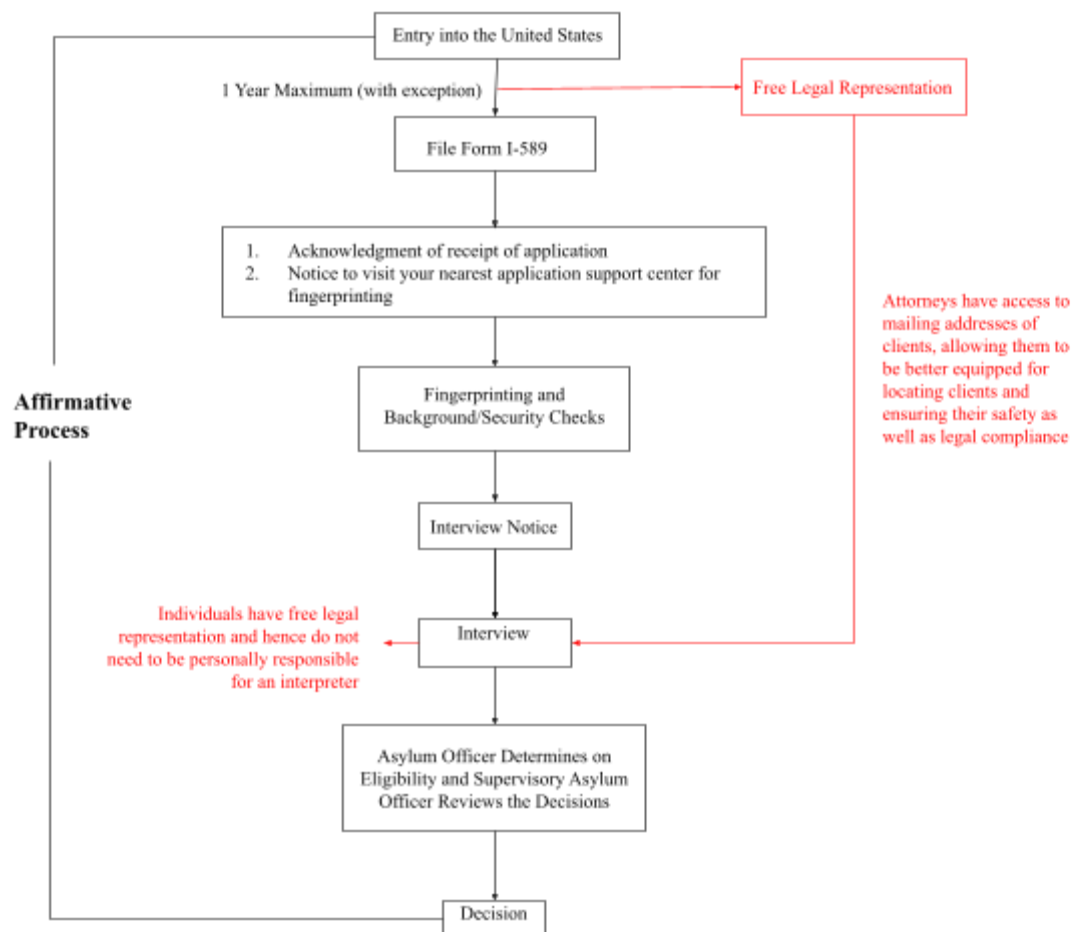 Entry into the United States
1 Year Maximum (with exception)
Free Legal Representation
File Form I-589
1. Acknowledgment of receipt of application
2. Notice to visit your nearest application support center for
fingerprinting
Attorneys have access to
mailing addresses of
clients, allowing them to
be better equipped for
locating clients and
ensuring their safety as
well as legal compliance
Affirmative
Process
Fingerprinting and
Background/Security Checks
Interview Notice
Individuals have free legal
representation and hence do not
need to be personally responsible
for an interpreter
Interview
Asylum Officer Determines on
Eligibility and Supervisory Asylum
Officer Reviews the Decisions
Decision